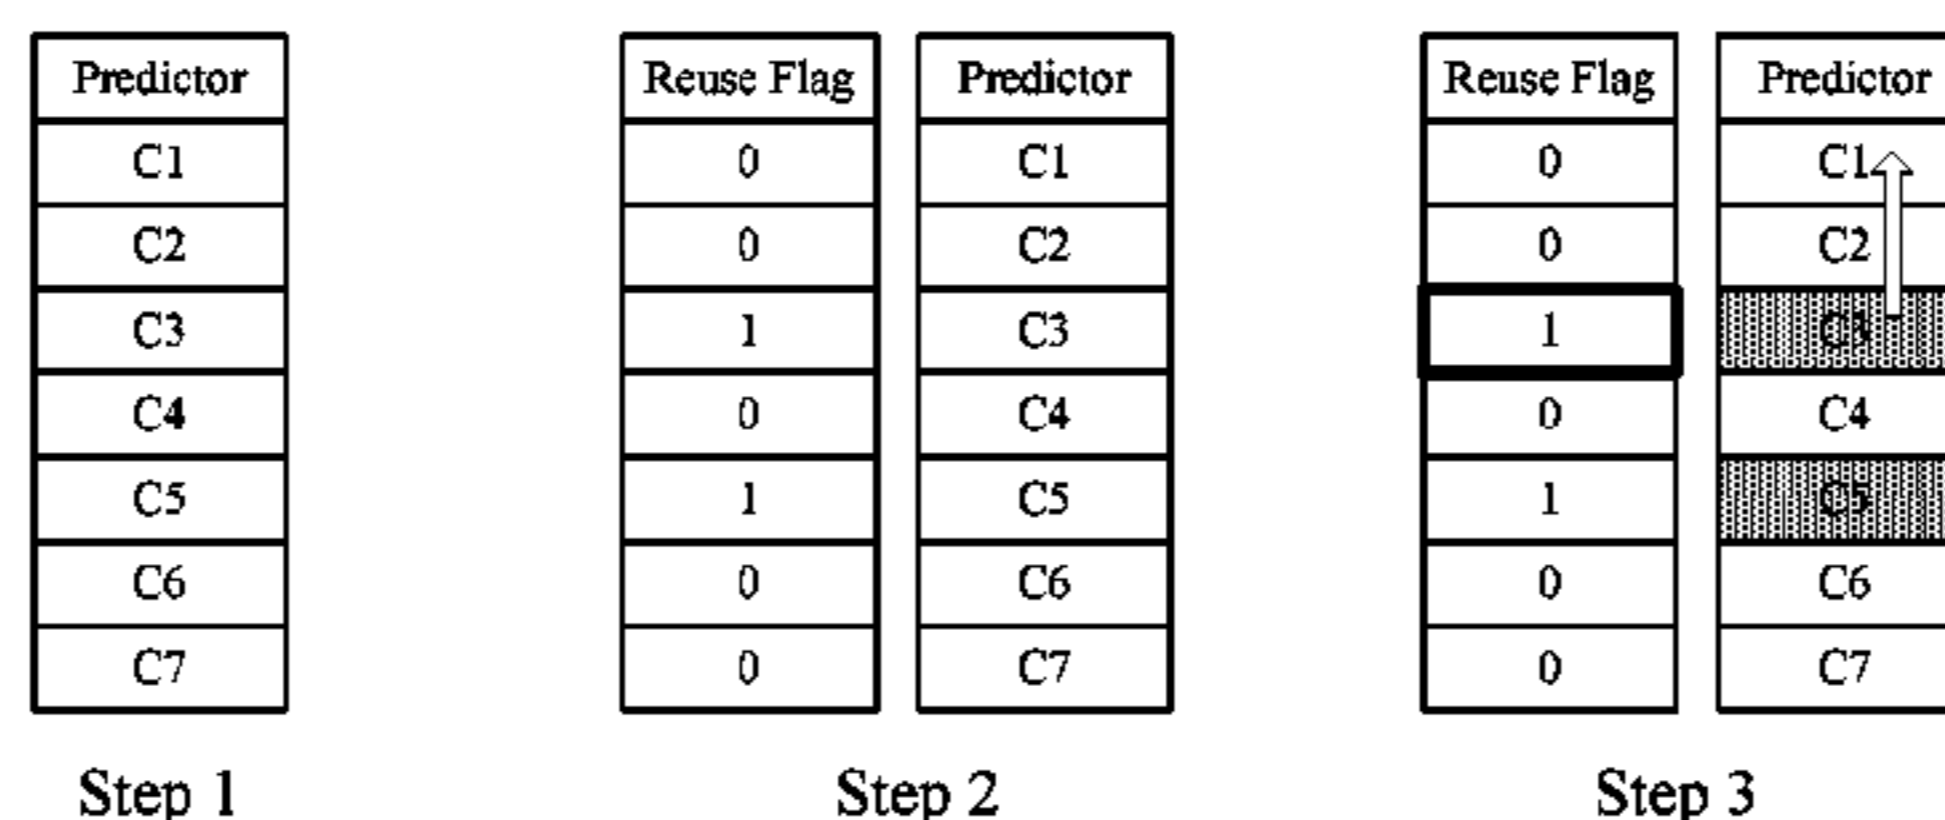 Predictor Reuse Flag Predictor Reuse Flag Predictor
C1 0 C1 0 C1
C2 0 C2 0 C2
C3 1 C3 1 C3
C4 0 C4 0 C4
C5 1 C5 1 C5
C6 0 C6 0 C6
C7 0 C7 0 C7
Step 1 Step 2 Step 3